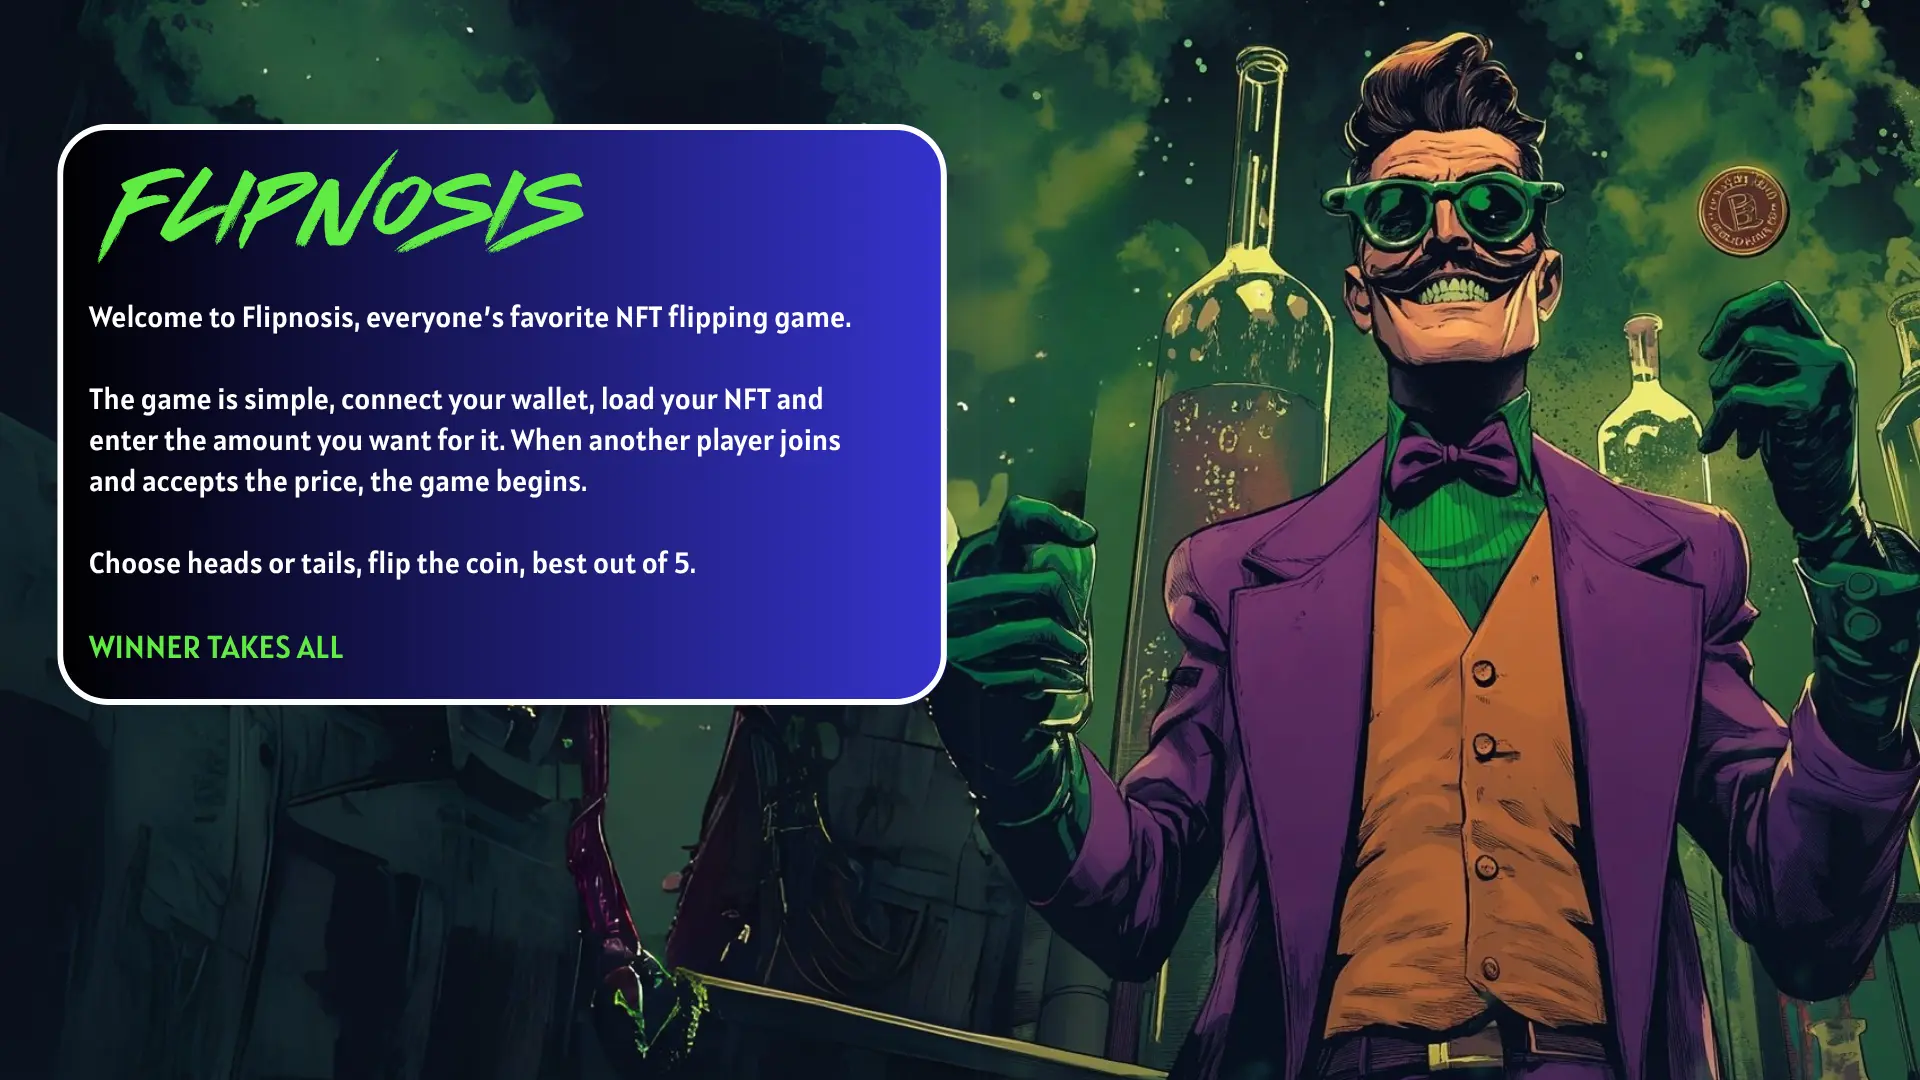 FLIPNOSIS
Welcome to Flipnosis, everyone's favorite NFT flipping game.
The game is simple, connect your wallet, load your NFT and
enter the amount you want for it. When another player joins
and accepts the price, the game begins.
Choose heads or tails, flip the coin, best out of 5.
WINNER TAKES ALL